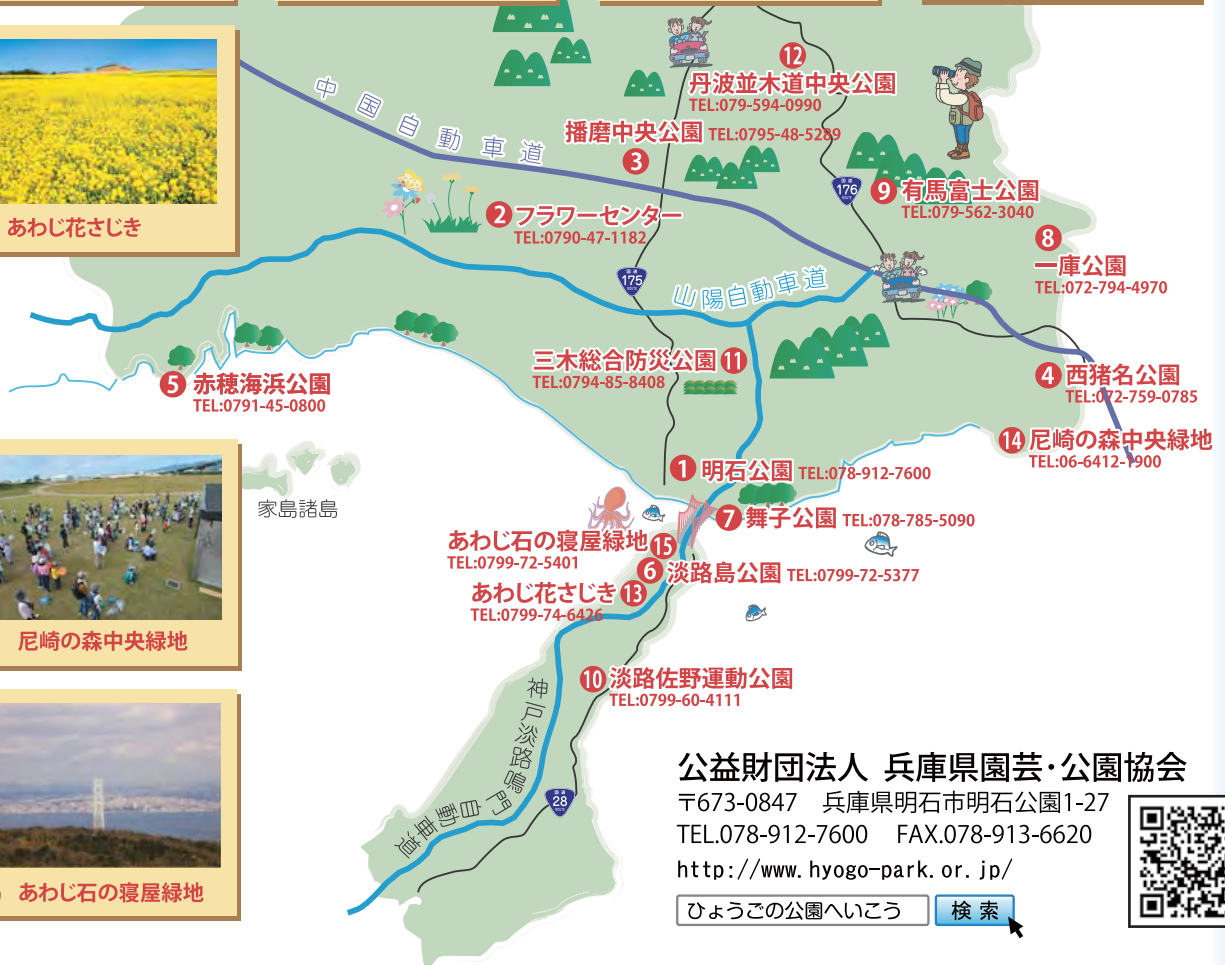 あわじ花さじき
尼崎の森中央緑地
あわじ石の寝屋緑地
中国自動車道
⑫
丹波並木道中央公園
TEL:079-594-0990
播磨中央公園 TEL:0795-48-5289
③
国道
176
ROUTE
⑨ 有馬富士公園
TEL:079-562-3040
② フラワーセンター
TEL:0790-47-1182
⑧
一庫公園
TEL:072-794-4970
国道
175
ROUTE
山陽自動車道
三木総合防災公園 ⑪
TEL:0794-85-8408
⑤ 赤穂海浜公園
TEL:0791-45-0800
④ 西猪名公園
TEL:072-759-0785
⑭ 尼崎の森中央緑地
TEL:06-6412-1900
① 明石公園 TEL:078-912-7600
家島諸島
⑦ 舞子公園 TEL:078-785-5090
あわじ石の寝屋緑地 ⑮
TEL:0799-72-5401
⑥ 淡路島公園 TEL:0799-72-5377
あわじ花さじき ⑬
TEL:0799-74-6426
⑩ 淡路佐野運動公園
TEL:0799-60-4111
神戸淡路鳴門自動車道
国道
28
ROUTE
公益財団法人 兵庫県園芸・公園協会
〒673-0847 兵庫県明石市明石公園1-27
TEL.078-912-7600 FAX.078-913-6620
http://www.hyogo-park.or.jp/
ひょうごの公園へいこう 検索